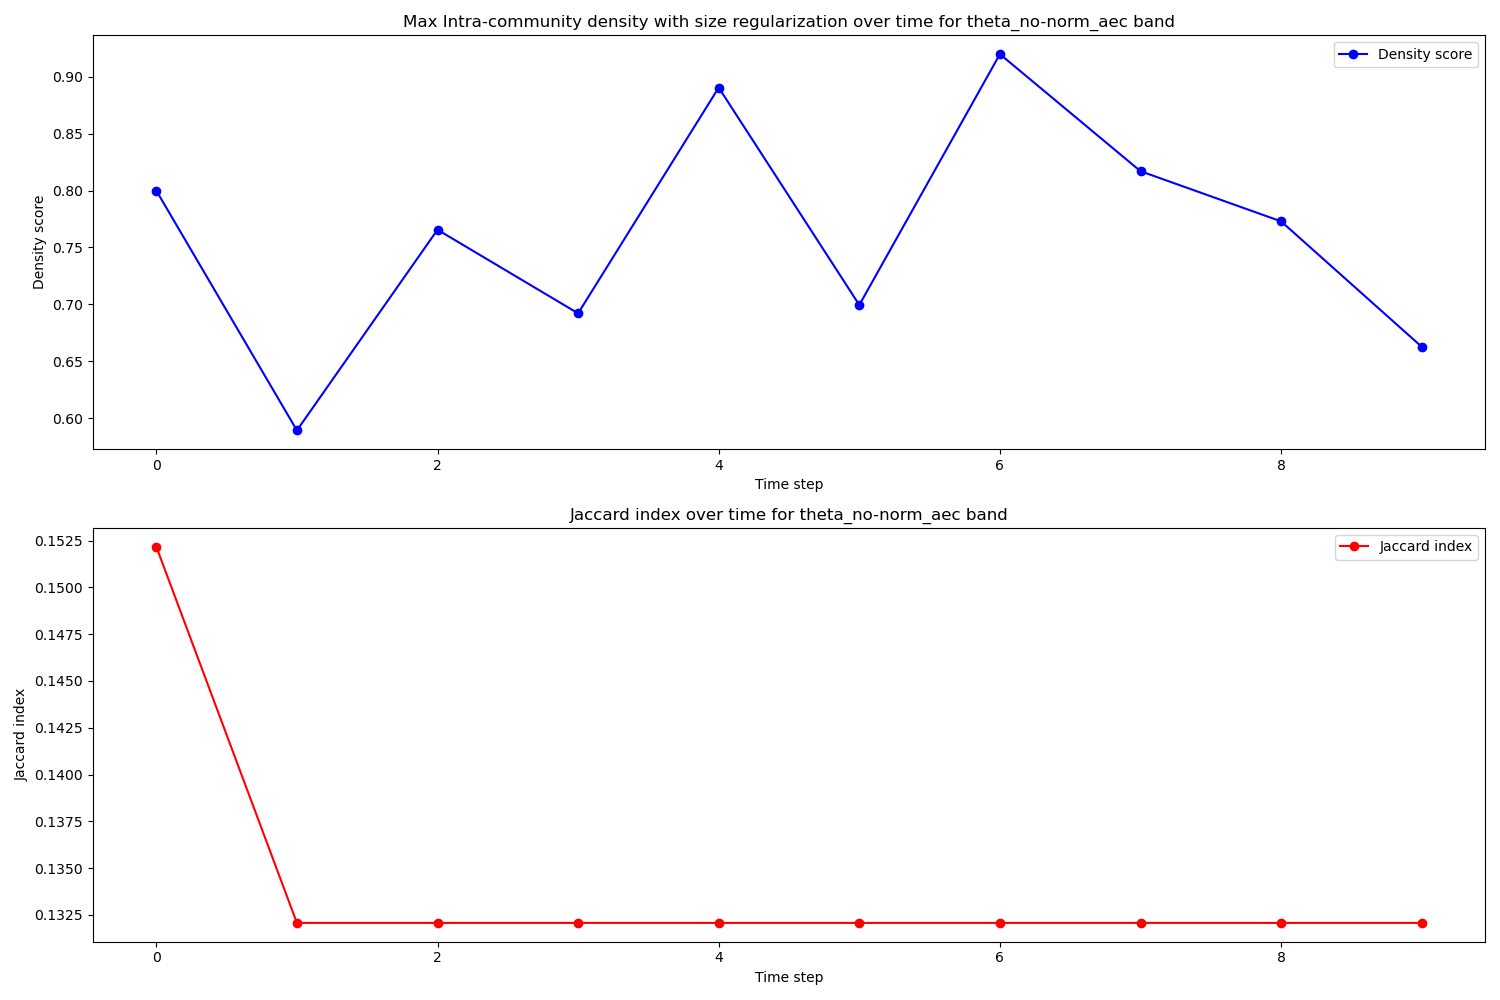 Max Intra-community density with size regularization over time for theta_no-norm_aec band
Density score
0.90
0.85
0.80
0.75
0.70
0.65
0.60
Density score
0 2 4 6 8
Time step
Jaccard index over time for theta_no-norm_aec band
Jaccard index
0.1525
0.1500
0.1475
0.1450
0.1425
0.1400
0.1375
0.1350
0.1325
Jaccard index
0 2 4 6 8
Time step